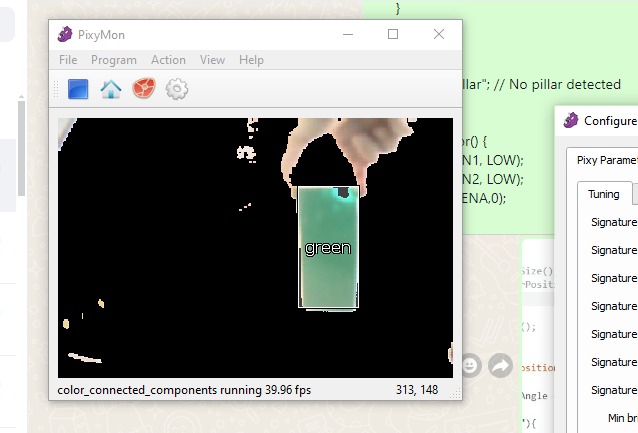 PixyMon
File Program Action View Help
green
color_connected_components running 39.96 fps 313, 148
}
llar"; // No pillar detected
or() {
N1, LOW);
N2, LOW);
ENA,0);
Size()
rPositi
();
osition
Angle
"){
Configure
Pixy Paramet
Tuning
Signature
Signature
Signature
Signature
Signature
Signature
Signature
Min br